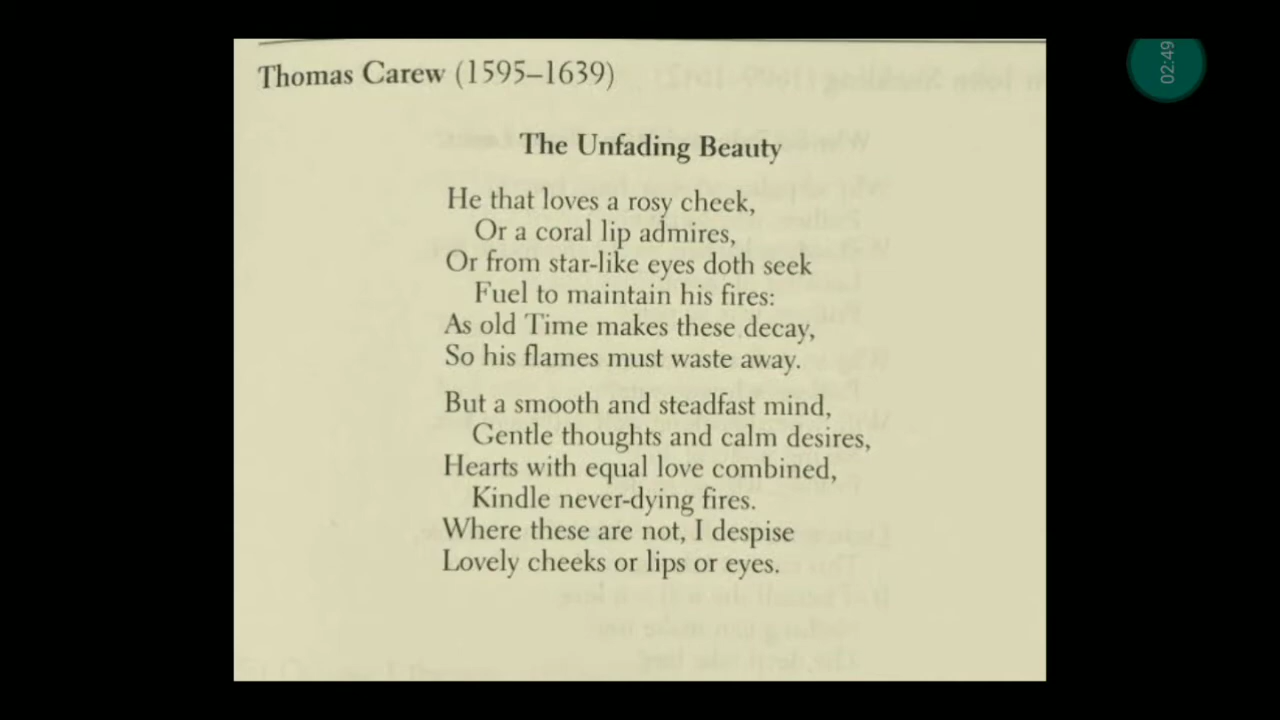 Thomas Carew (1595–1639)
The Unfading Beauty
He that loves a rosy cheek,
Or a coral lip admires,
Or from star-like eyes doth seek
Fuel to maintain his fires:
As old Time makes these decay,
So his flames must waste away.
But a smooth and steadfast mind,
Gentle thoughts and calm desires,
Hearts with equal love combined,
Kindle never-dying fires.
Where these are not, I despise
Lovely cheeks or lips or eyes.
02:49